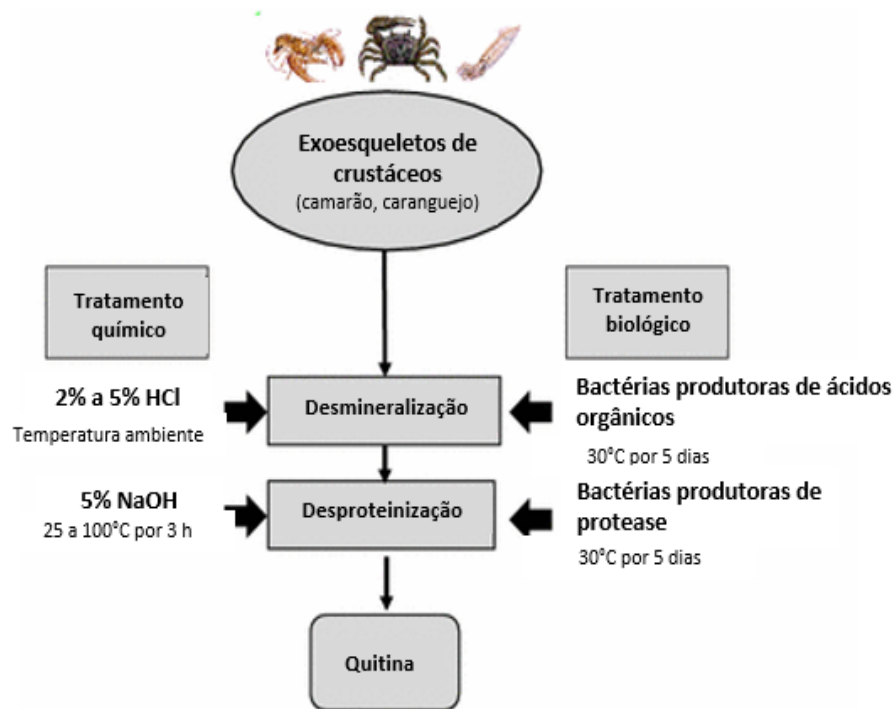 Exoesqueletos de
crustáceos
(camarão, caranguejo)
Tratamento
químico
Tratamento
biológico
2% a 5% HCl
Temperatura ambiente
Desmineralização
Bactérias produtoras de ácidos
orgânicos
30°C por 5 dias
5% NaOH
25 a 100°C por 3 h
Desproteinização
Bactérias produtoras de
protease
30°C por 5 dias
Quitina